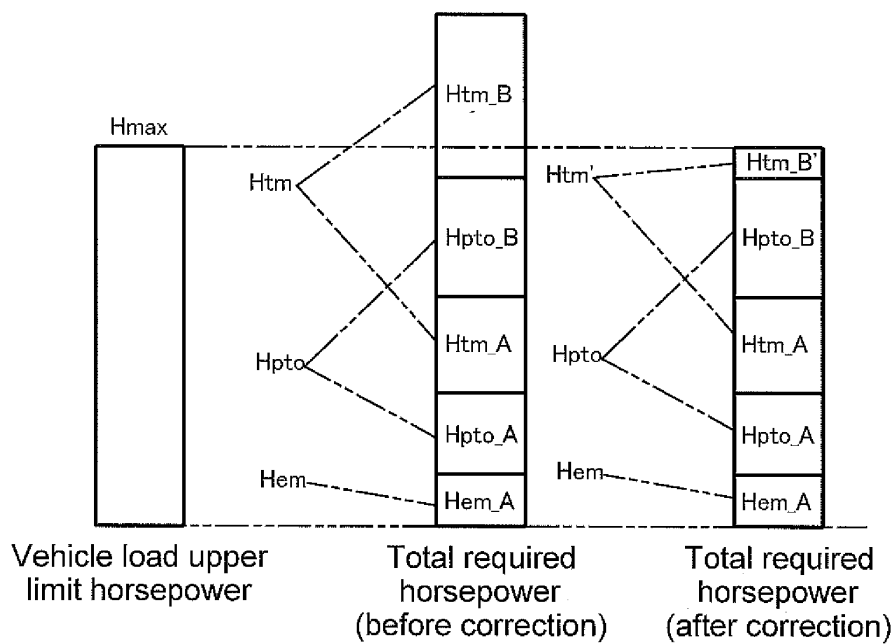 Hmax
Htm
Hpto
Hem
Htm_B
Hpto_B
Htm_A
Hpto_A
Hem_A
Htm'
Hpto
Hem
Htm_B'
Hpto_B
Htm_A
Hpto_A
Hem_A
Vehicle load upper
limit horsepower
Total required
horsepower
(before correction)
Total required
horsepower
(after correction)